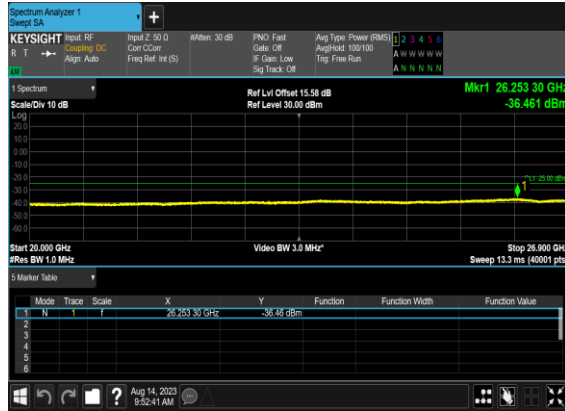 Spectrum Analyzer 1
Swept SA
+
KEYSIGHT Input: RF Input Z: 50 Ω #Atten: 30 dB PNO: Fast Avg Type: Power (RMS) 1 2 3 4 5 6
R T Coupling: DC Corr CCorr Gate: Off Avg|Hold: 100/100 A W W W W W
Align: Auto Freq Ref: Int (S) IF Gain: Low Trig: Free Run
LXI Sig Track: Off A N N N N N
1 Spectrum Ref Lvl Offset 15.58 dB Mkr1 26.253 30 GHz
Scale/Div 10 dB Ref Level 30.00 dBm -36.461 dBm
Log
20.0
10.0
0.00
-10.0
-20.0
DL1 -25.00 dBm
1
-30.0
-40.0
-50.0
-60.0
Start 20.000 GHz Video BW 3.0 MHz* Stop 26.900 GHz
#Res BW 1.0 MHz Sweep 13.3 ms (40001 pts)
5 Marker Table
Mode Trace Scale X Y Function Function Width Function Value
1 N 1 f 26.253 30 GHz -36.46 dBm
2
3
4
5
6
? Aug 14, 2023
9:52:41 AM